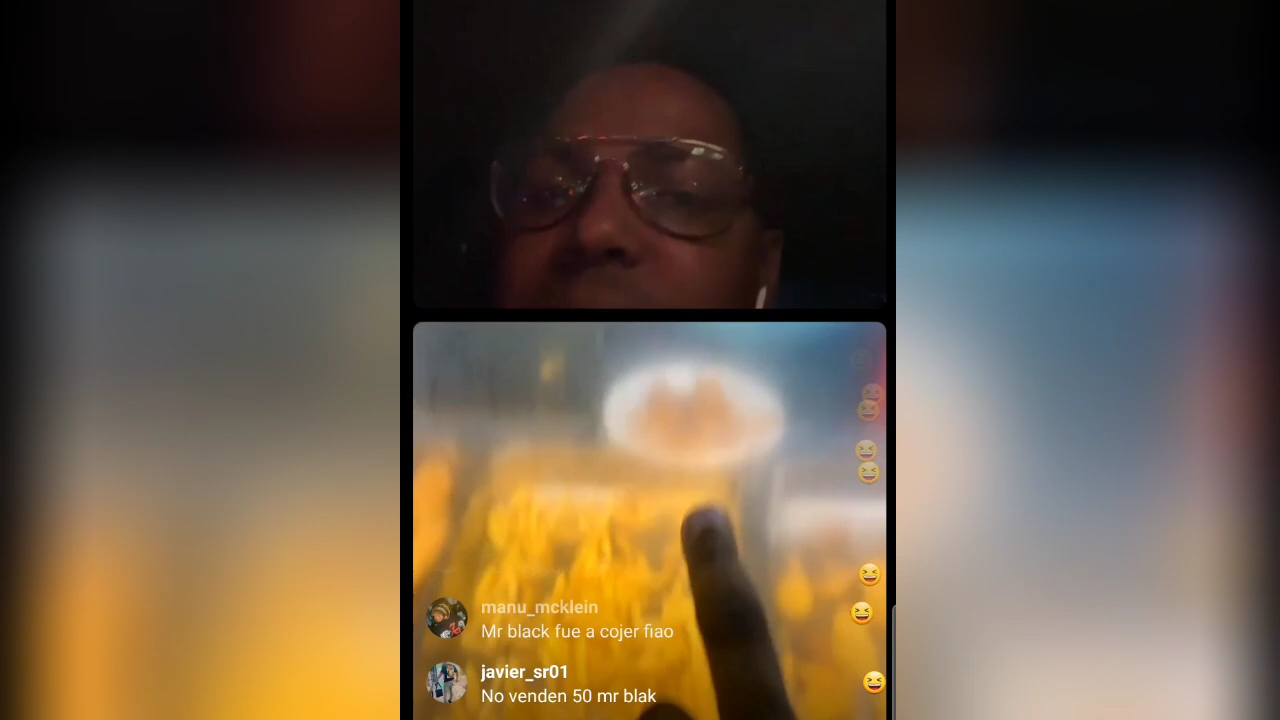 manu_mcklein
Mr black fue a cojer fiao
javier_sr01
No venden 50 mr blak